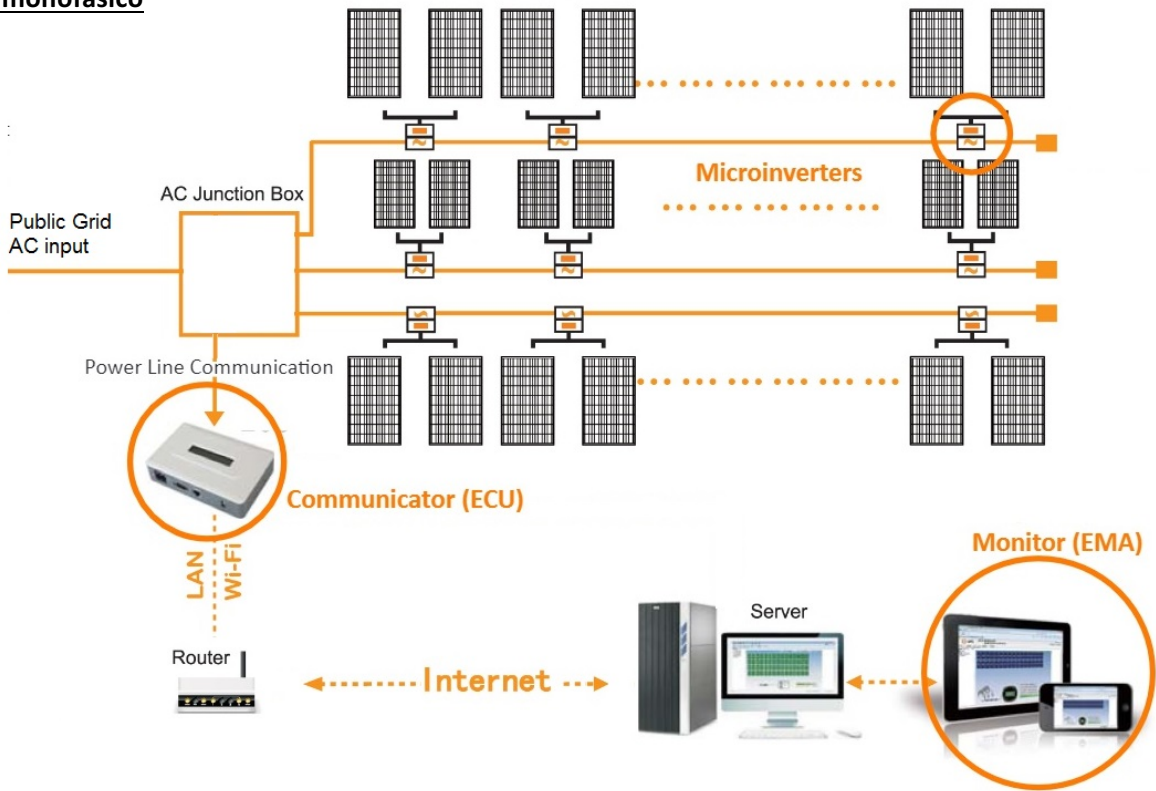 monofásico
:
AC Junction Box
Public Grid
AC input
Microinverters
Power Line Communication
Communicator (ECU)
LAN
Wi-Fi
Monitor (EMA)
Server
Router
Internet